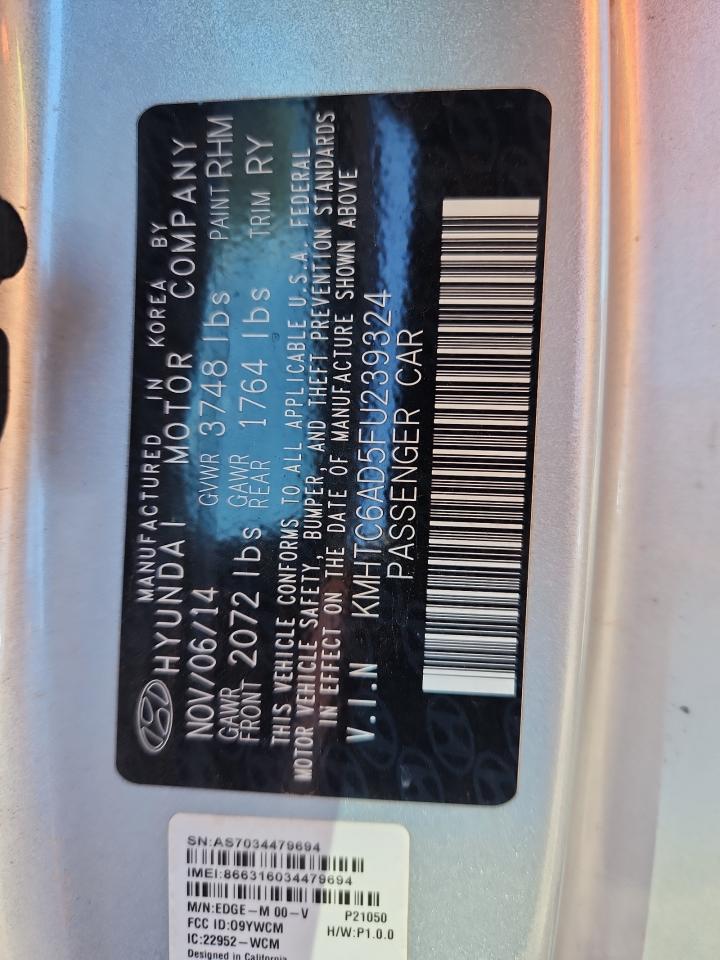 MANUFACTURED IN KOREA BY
HYUNDAI MOTOR COMPANY
NOV/06/14 GVWR 3748 lbs PAINT RHM
GAWR FRONT 2072 lbs GAWR REAR 1764 lbs TRIM RY
THIS VEHICLE CONFORMS TO ALL APPLICABLE U.S.A. FEDERAL
MOTOR VEHICLE SAFETY, BUMPER, AND THEFT PREVENTION STANDARDS
IN EFFECT ON THE DATE OF MANUFACTURE SHOWN ABOVE
V.I.N KMHTC6AD5FU239324
PASSENGER CAR
SN:AS7034479694
IMEI:866316034479694
M/N:EDGE-M 00-V P21050
FCC ID:O9YWCM H/W:P1.0.0
IC:22952-WCM
Designed in California